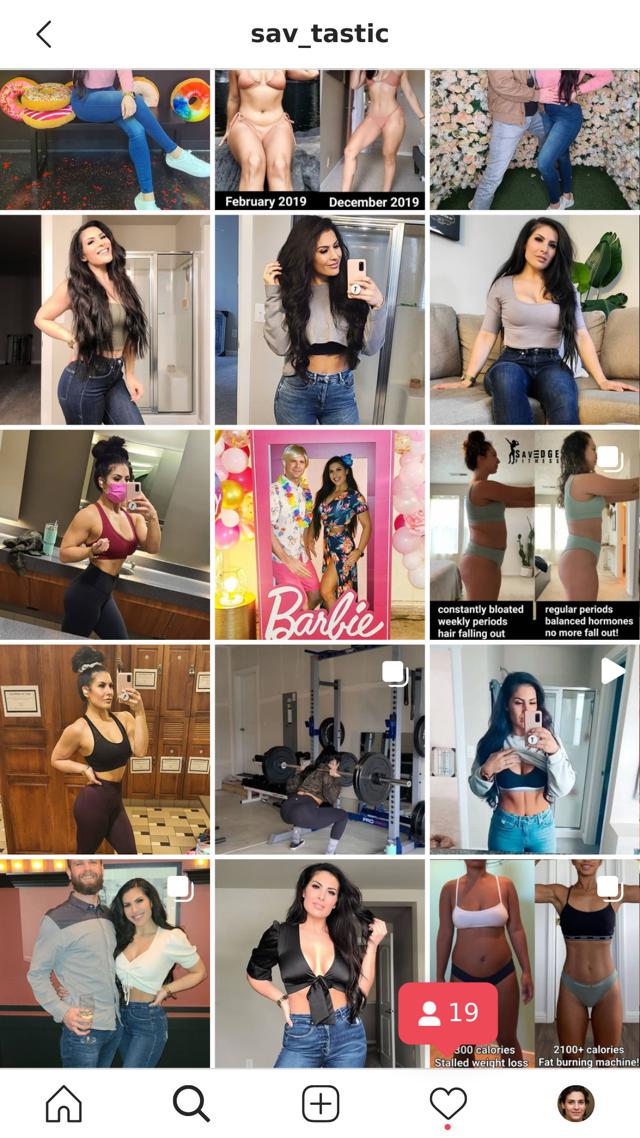 sav_tastic
February 2019
December 2019
Barbie
SAVEDGE
FITNESS
constantly bloated
weekly periods
hair falling out
regular periods
balanced hormones
no more fall out!
PRO
19
300 calories
Stalled weight loss
2100+ calories
Fat burning machine!